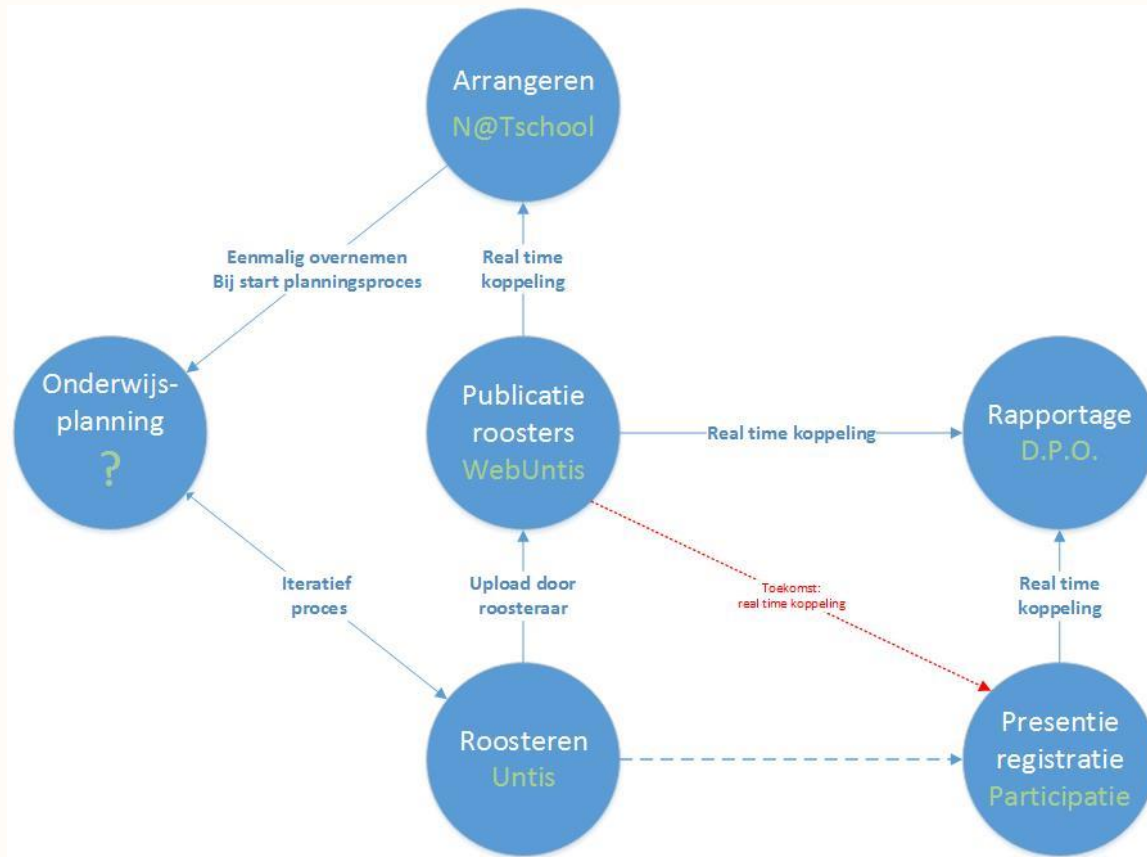 Arrangeren
N@Tschool
Eenmalig overnemen
Bij start planningsproces
Real time
koppeling
Onderwijs-
planning
?
Publicatie
roosters
WebUntis
Real time koppeling
Rapportage
D.P.O.
Iteratief
proces
Upload door
roosteraar
Toekomst:
real time koppeling
Real time
koppeling
Roosteren
Untis
Presentie
registratie
Participatie